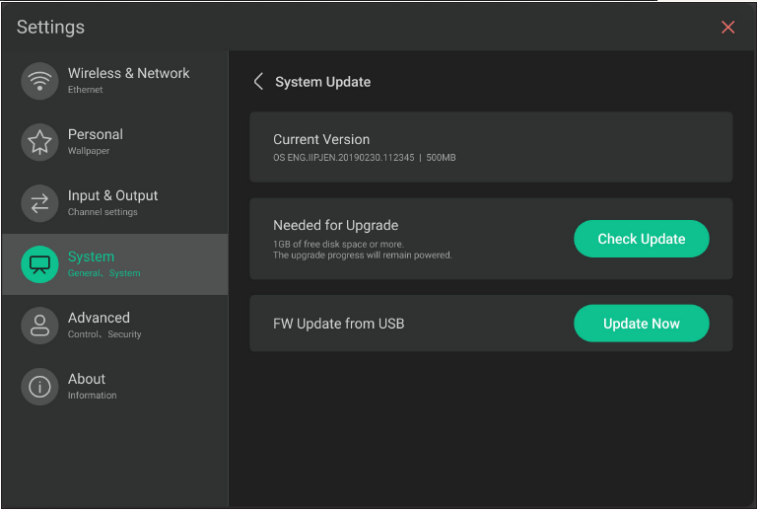 Settings
Wireless & Network
Ethernet
Personal
Wallpaper
Input & Output
Channel settings
System
General、System
Advanced
Control、Security
About
Information
System Update
Current Version
OS ENG.IIPJEN.20190230.112345 | 500MB
Needed for Upgrade
1GB of free disk space or more.
The upgrade progress will remain powered.
Check Update
FW Update from USB
Update Now